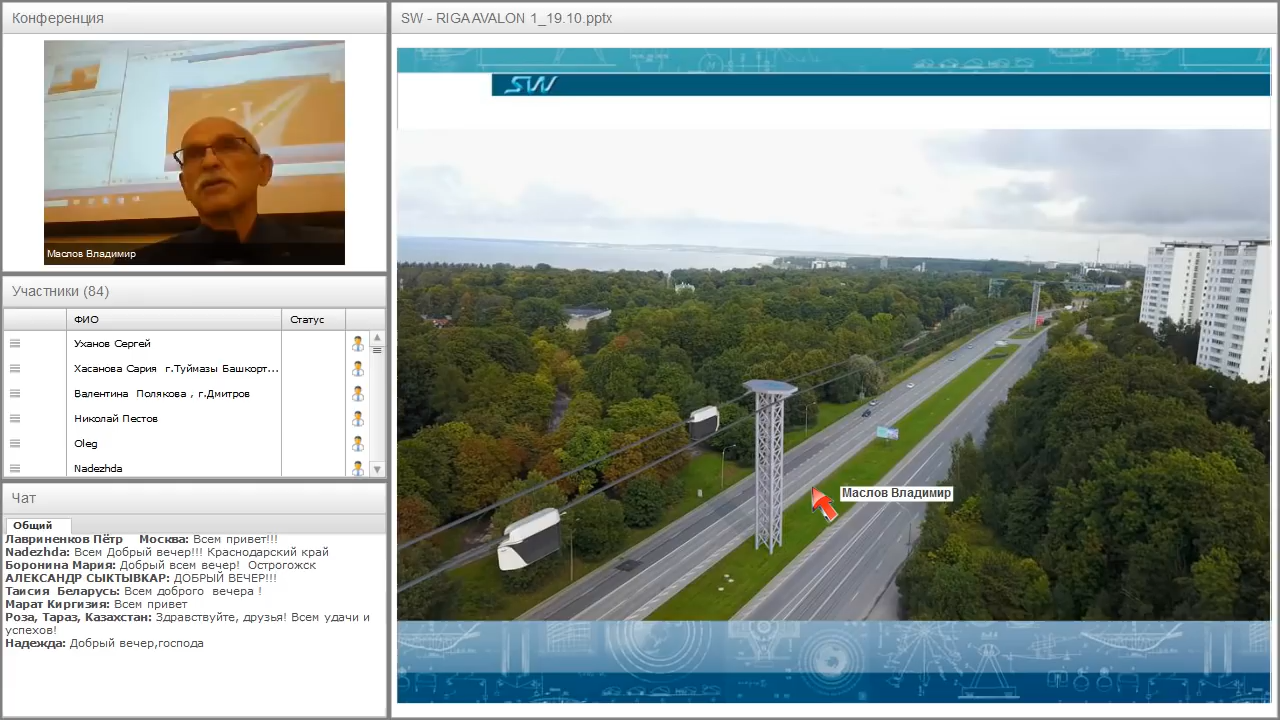 Конференция
Маслов Владимир
Участники (84)
ФИО
Статус
Уханов Сергей
Хасанова Сария г.Туймазы Башкорт...
Валентина Полякова , г.Дмитров
Николай Пестов
Oleg
Nadezhda
Чат
Общий
Лавриненков Пётр Москва: Всем привет!!!
Nadezhda: Всем Добрый вечер!!! Краснодарский край
Боронина Мария: Добрый всем вечер! Острогожск
АЛЕКСАНДР СЫКТЫВКАР: ДОБРЫЙ ВЕЧЕР!!!
Таисия Беларусь: Всем доброго вечера !
Марат Киргизия: Всем привет
Роза, Тараз, Казахстан: Здравствуйте, друзья! Всем удачи и
успехов!
Надежда: Добрый вечер,господа
SW - RIGAAVALON 1_19.10.pptx
SW
Маслов Владимир